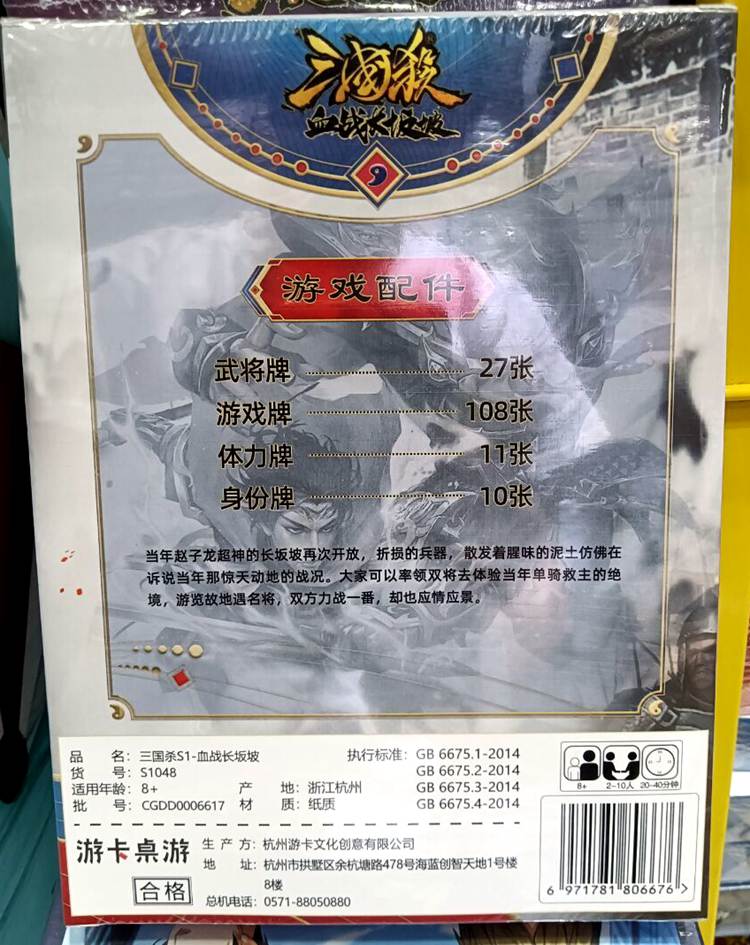 三国殺
血战长坂坡
游戏配件
武将牌 27张
游戏牌 108张
体力牌 11张
身份牌 10张
当年赵子龙超神的长坂坡再次开放，折损的兵器，散发着腥味的泥土仿佛在
诉说当年那惊天动地的战况。大家可以率领双将去体验当年单骑救主的绝
境，游览故地遇名将，双方力战一番，却也应情应景。
品 名：三国杀S1-血战长坂坡
货 号：S1048
适用年龄：8+ 产 地：浙江杭州
批 号：CGDD0006617 材 质：纸质
执行标准：GB 6675.1-2014
GB 6675.2-2014
GB 6675.3-2014
GB 6675.4-2014
8+ 2-10人 20-40分钟
游卡桌游
合格
生 产 方：杭州游卡文化创意有限公司
地 址：杭州市拱墅区余杭塘路478号海蓝创智天地1号楼
8楼
总机电话：0571-88050880
6 971781 806676